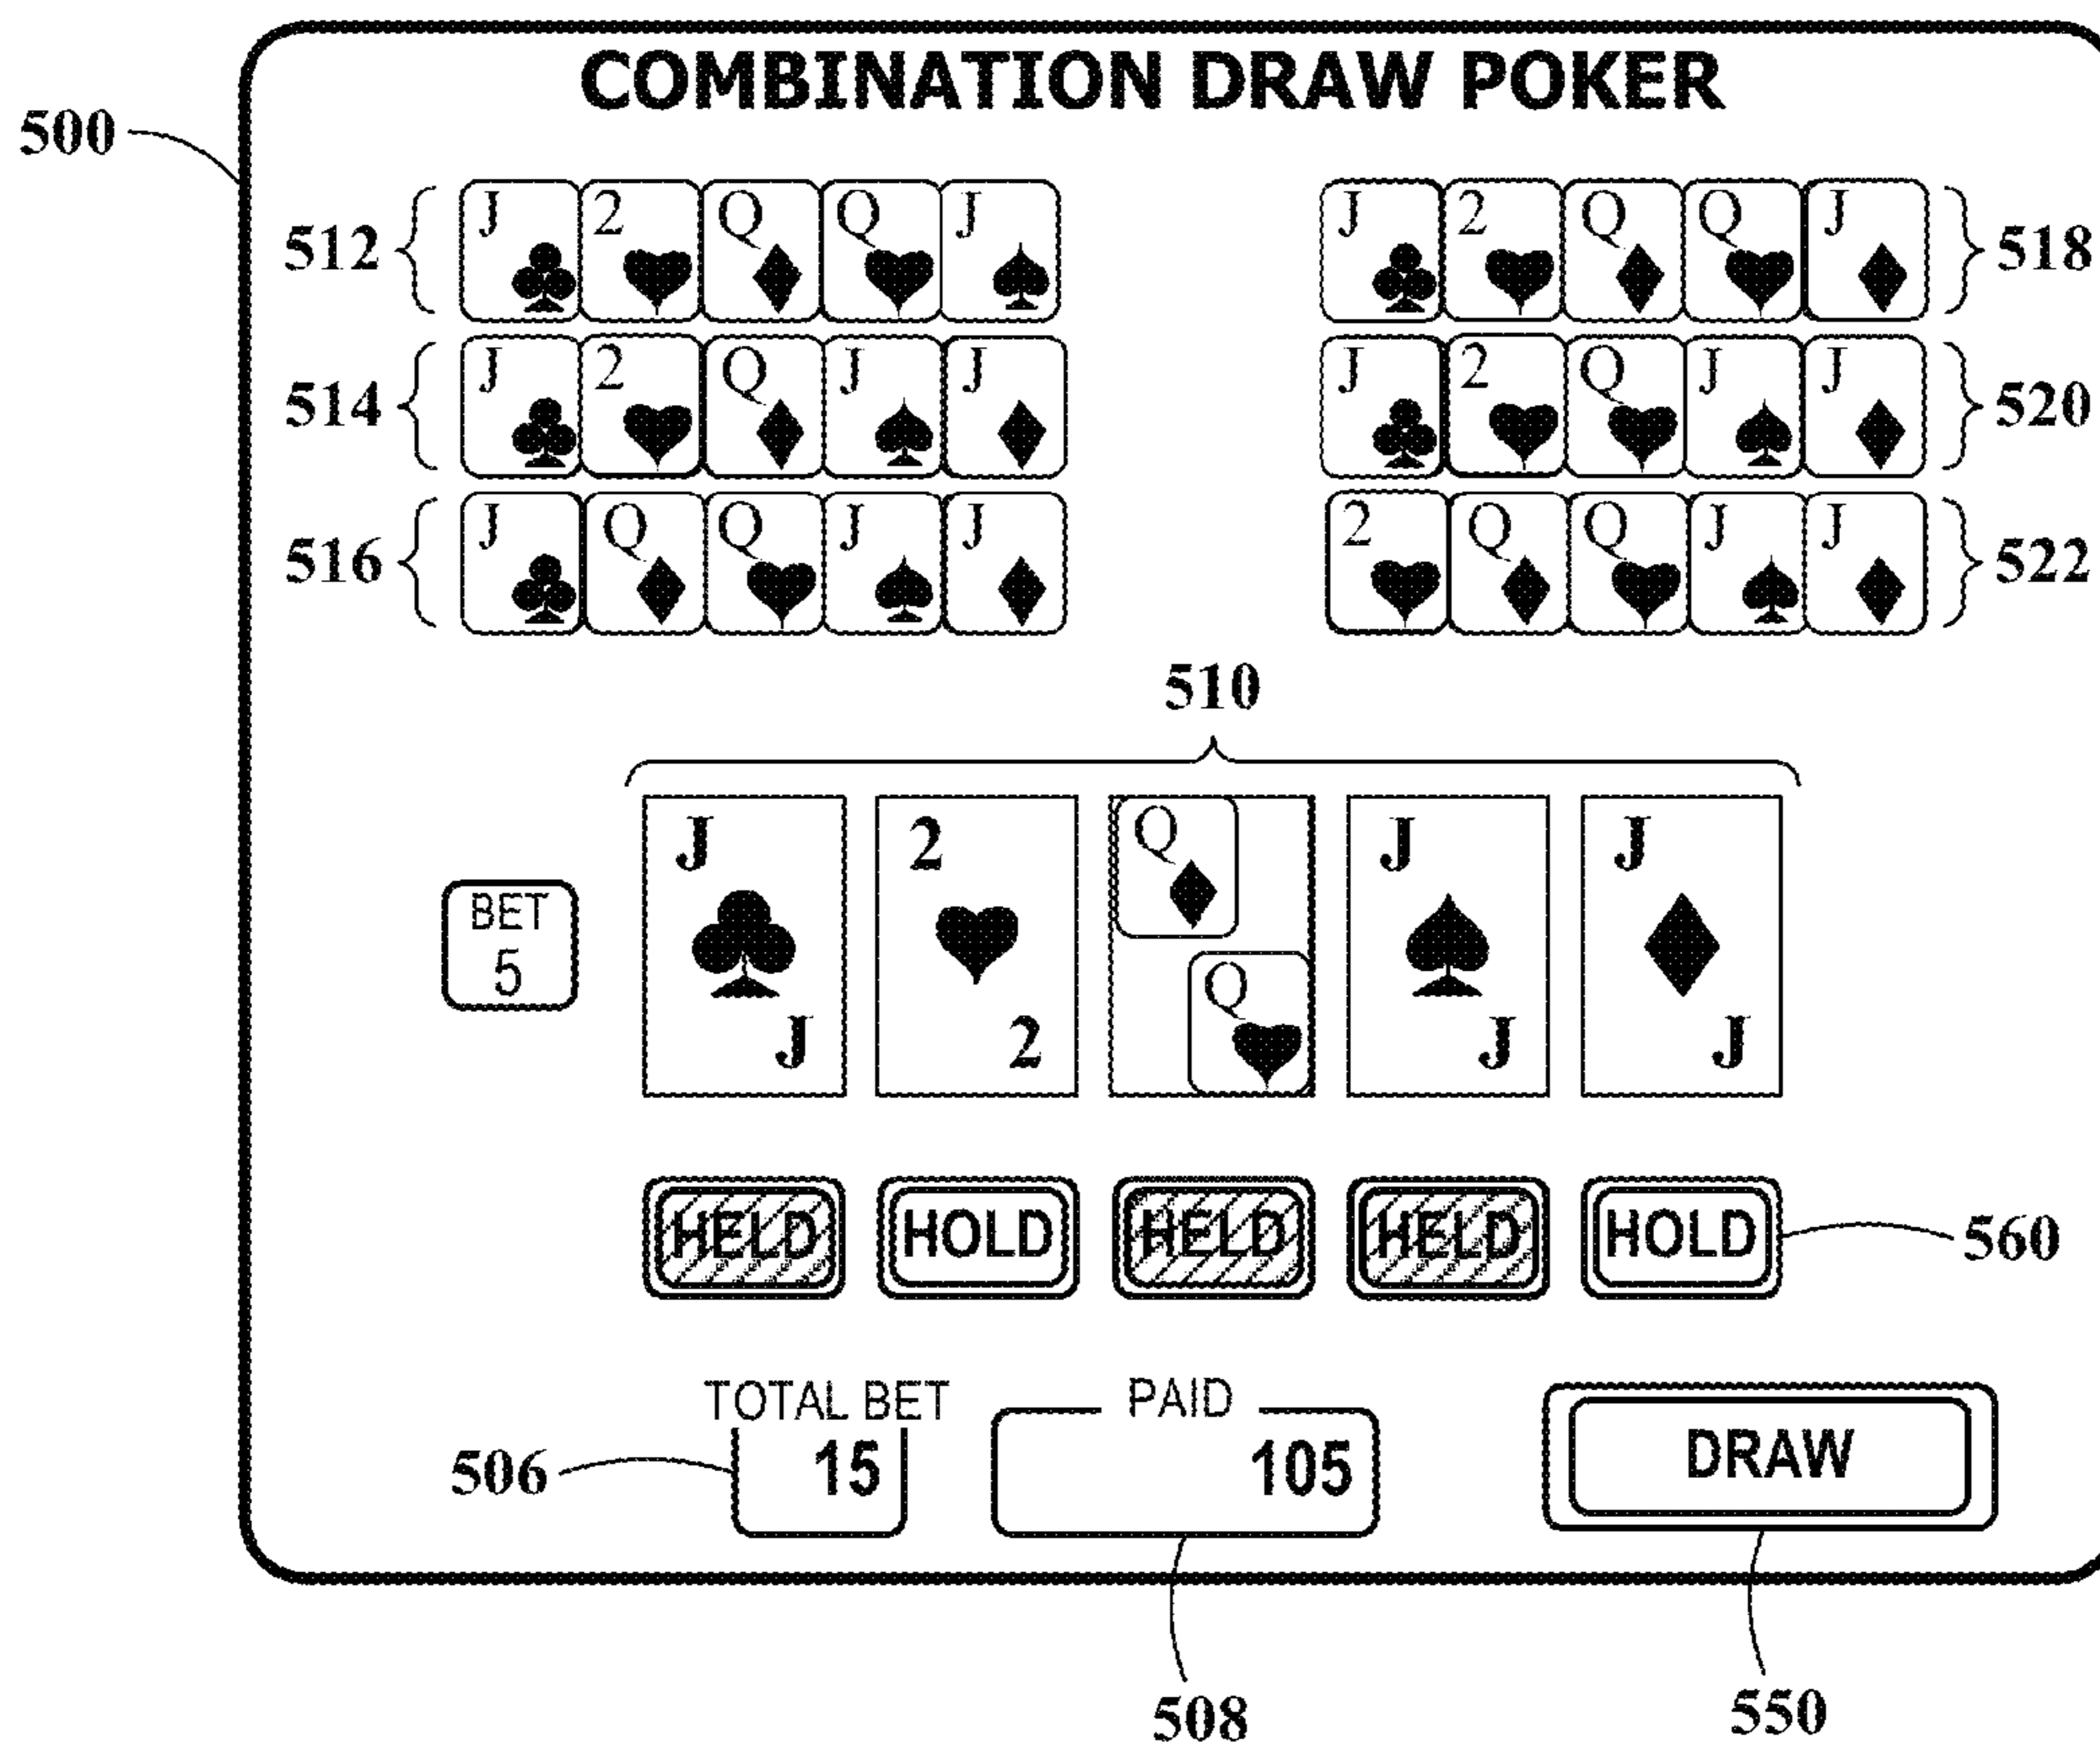 COMBINATION DRAW POKER
500
512 J 2 Q Q J J 2 Q Q J 518
514 J 2 Q J J J 2 Q J J 520
516 J Q Q J J 2 Q Q J J 522
510
BET
5
J J
2 2
Q
Q
J J
J J
HELD HOLD HELD HELD HOLD 560
TOTAL BET PAID
506 15 105 DRAW
508 550